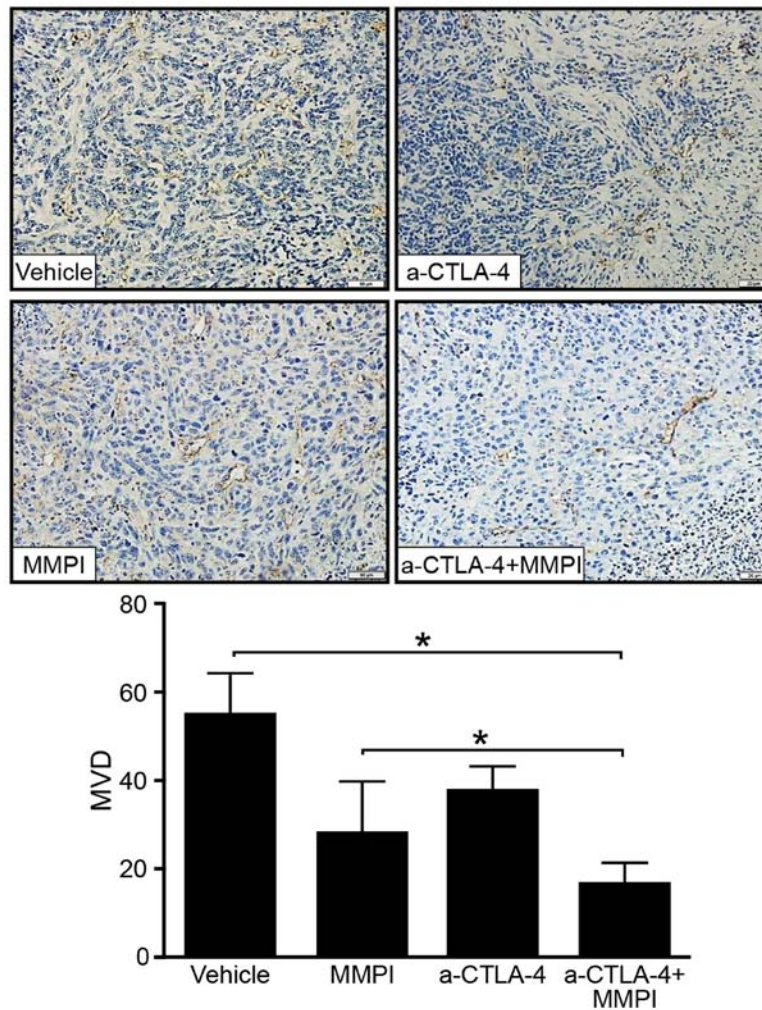 Vehicle
a-CTLA-4
MMPI
a-CTLA-4+MMPI
80
60
40
20
0
MVD
*
*
Vehicle
MMPI
a-CTLA-4
a-CTLA-4+
MMPI